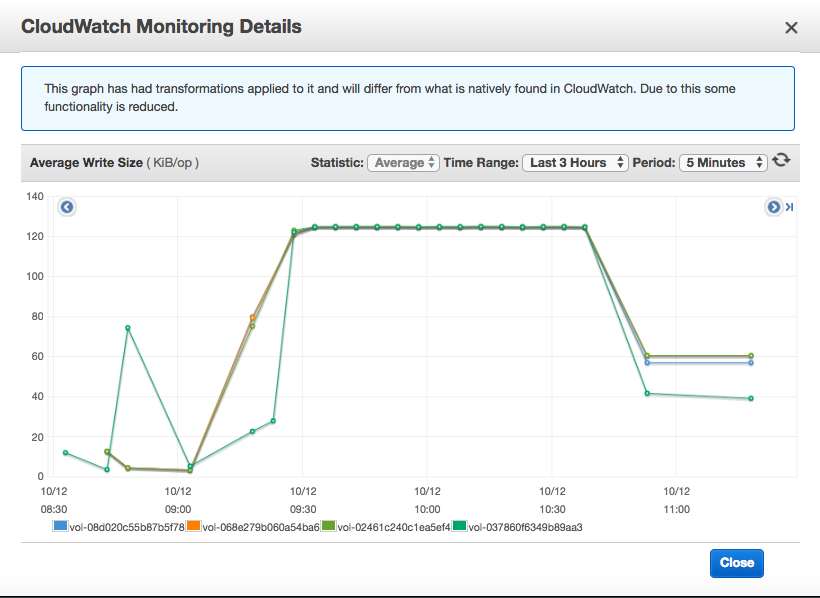 CloudWatch Monitoring Details
This graph has had transformations applied to it and will differ from what is natively found in CloudWatch. Due to this some
functionality is reduced.
Average Write Size ( KiB/op ) Statistic: Average Time Range: Last 3 Hours Period: 5 Minutes
140
120
100
80
60
40
20
0
10/12 10/12 10/12 10/12 10/12 10/12
08:30 09:00 09:30 10:00 10:30 11:00
vol-08d020c55b87b5f78 vol-068e279b060a54ba6 vol-02461c240c1ea5ef4 vol-037860f6349b89aa3
Close